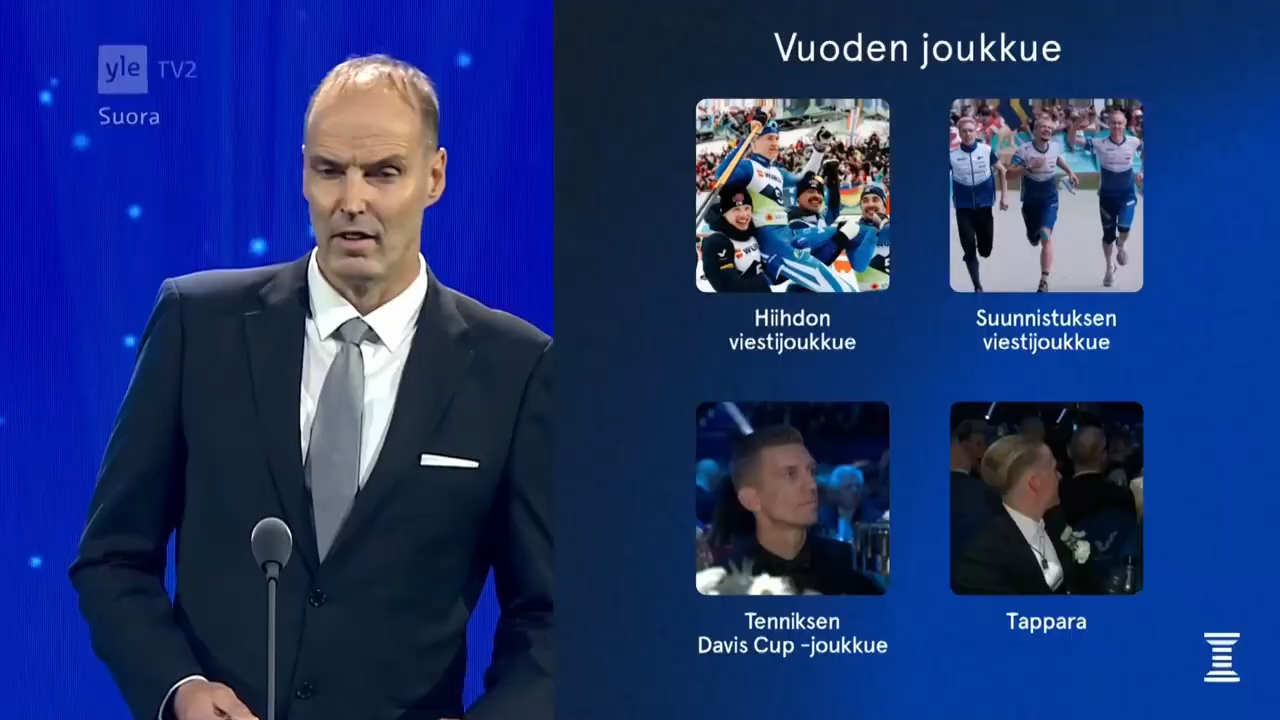 yle TV2
Suora
Vuoden joukkue
Hiihdon
viestijoukkue
Suunnistuksen
viestijoukkue
Tenniksen
Davis Cup -joukkue
Tappara